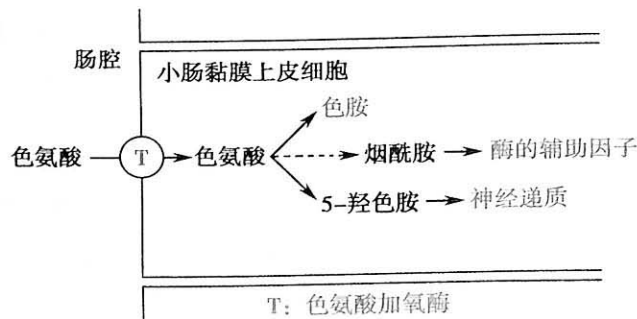 肠腔
小肠黏膜上皮细胞
色胺
色氨酸 T 色氨酸 烟酰胺 酶的辅助因子
5-羟色胺 神经递质
T：色氨酸加氧酶